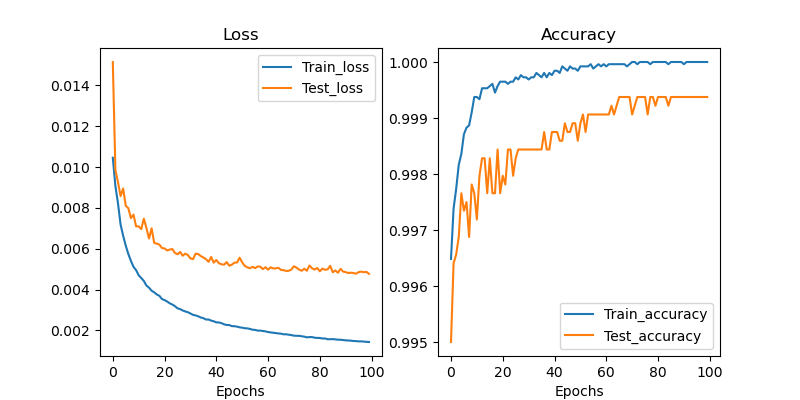 Loss
Accuracy
0.014
0.012
0.010
0.008
0.006
0.004
0.002
Train_loss
Test_loss
0 20 40 60 80 100
Epochs
1.000
0.999
0.998
0.997
0.996
0.995
Train_accuracy
Test_accuracy
0 20 40 60 80 100
Epochs